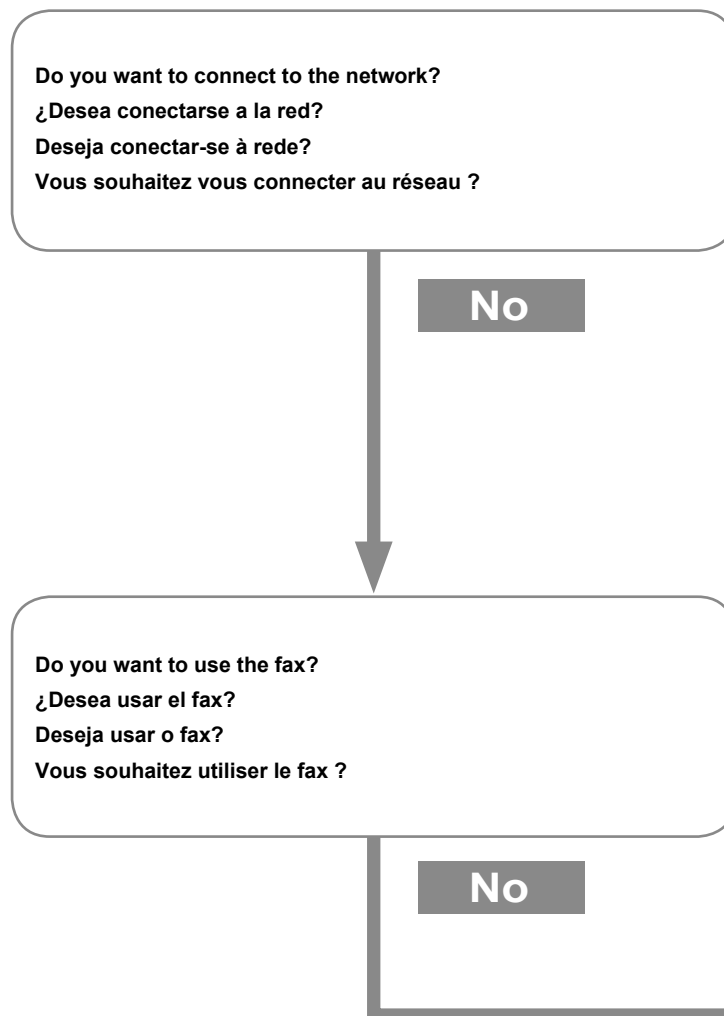 Do you want to connect to the network?
¿Desea conectarse a la red?
Deseja conectar-se à rede?
Vous souhaitez vous connecter au réseau ?
No
Do you want to use the fax?
¿Desea usar el fax?
Deseja usar o fax?
Vous souhaitez utiliser le fax ?
No